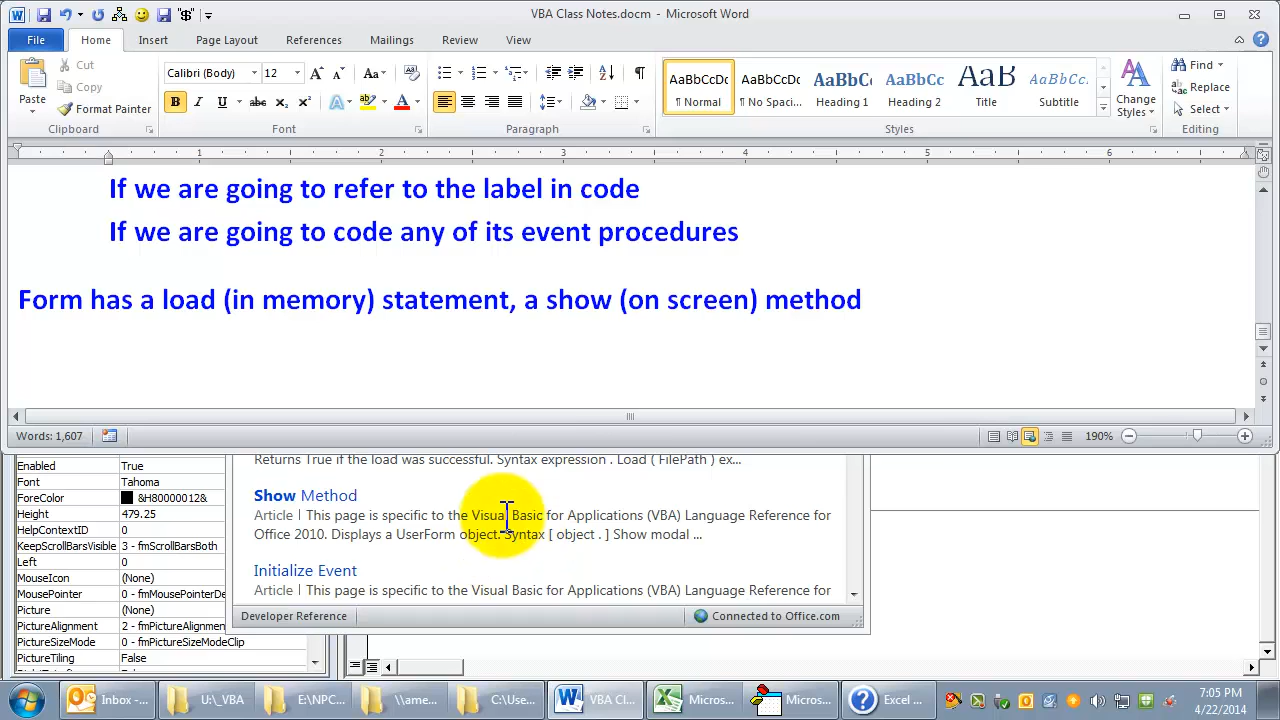 VBA Class Notes.docm - Microsoft Word
File Home Insert Page Layout References Mailings Review View
Paste
Cut
Copy
Format Painter
Clipboard
Calibri (Body) 12
Font
Paragraph
AaBbCcDc AaBbCcDc AaBbCc AaBbCc AaB AaBbCc.
¶ Normal ¶ No Spaci... Heading 1 Heading 2 Title Subtitle
Change Styles
Styles
Find
Replace
Select
Editing
1 2 3 4 5 6
If we are going to refer to the label in code
If we are going to code any of its event procedures
Form has a load (in memory) statement, a show (on screen) method
Words: 1,607
190%
Enabled True
Font Tahoma
ForeColor &H80000012&
Height 479.25
HelpContextID 0
KeepScrollBarsVisible 3 - fmScrollBarsBoth
Left 0
MouseIcon (None)
MousePointer 0 - fmMousePointerDe
Picture (None)
PictureAlignment 2 - fmPictureAlignm
PictureSizeMode 0 - fmPictureSizeModeClip
PictureTiling False
Returns True if the load was successful. Syntax expression . Load ( FilePath ) ex...
Show Method
Article | This page is specific to the Visual Basic for Applications (VBA) Language Reference for
Office 2010. Displays a UserForm object. Syntax [ object . ] Show modal ...
Initialize Event
Article | This page is specific to the Visual Basic for Applications (VBA) Language Reference for
Developer Reference
Connected to Office.com
Inbox - ... U:\_VBA E:\NPC... \\ame... C:\Use... VBA Cl... Micros... Micros... Excel ...
7:05 PM
4/22/2014